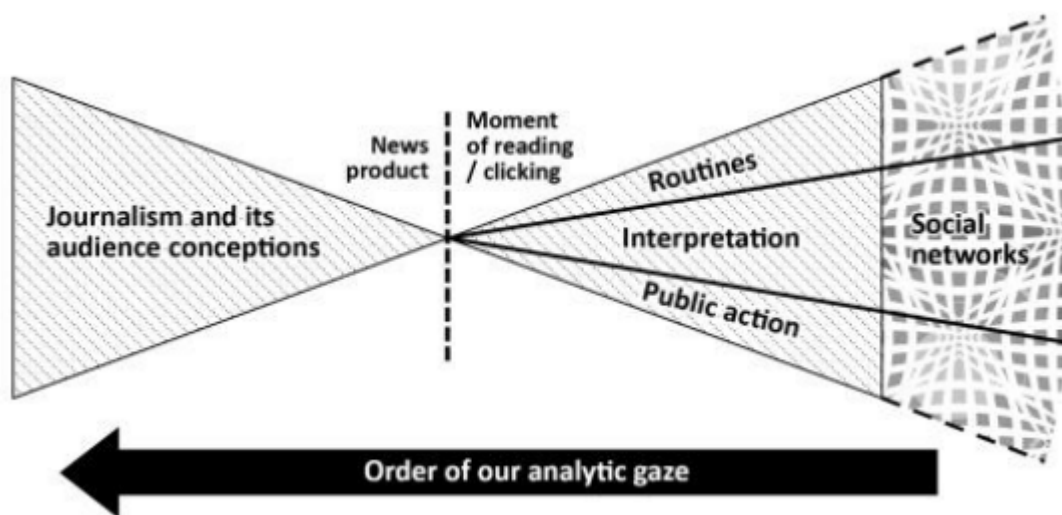 News
product
Moment
of reading
/ clicking
Journalism and its
audience conceptions
Routines
Interpretation
Public action
Social
networks
Order of our analytic gaze